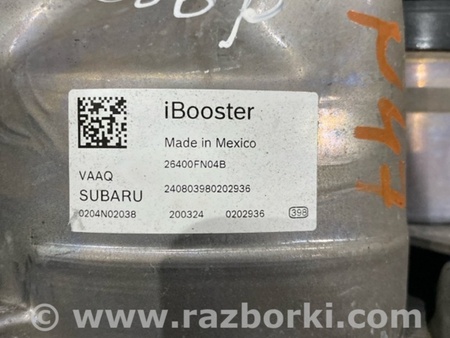 iBooster
Made in Mexico
26400FN04B
VAAQ
240803980202936
SUBARU
0204N02038 200324 0202936 398
www.razborki.com